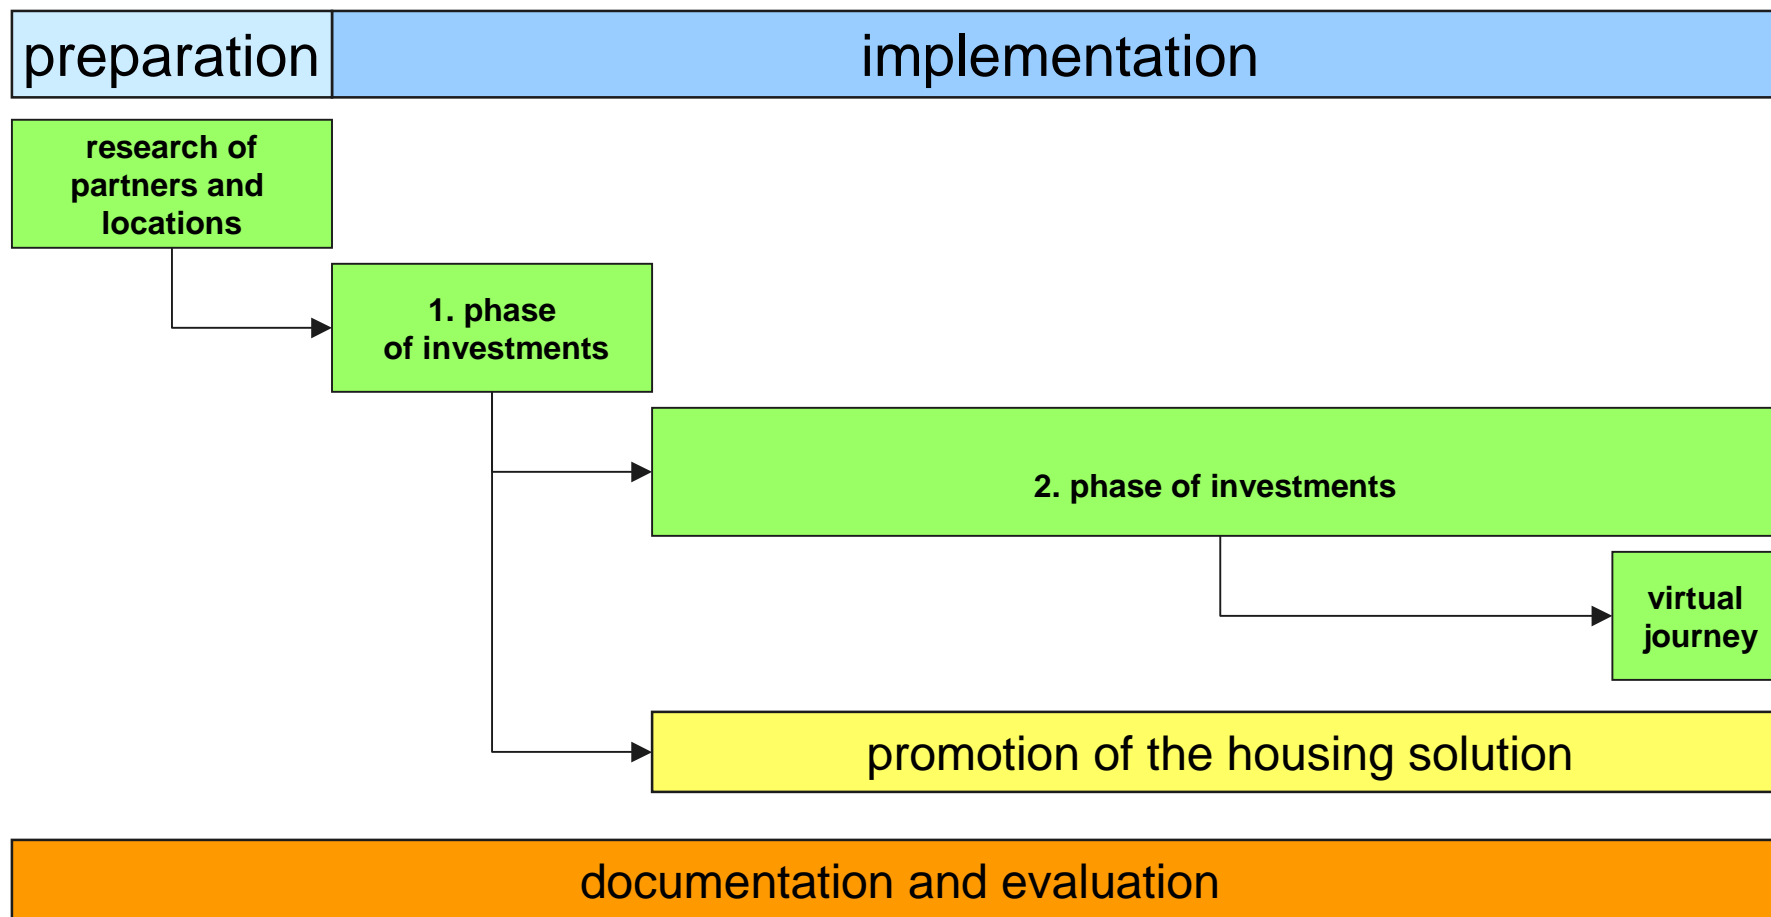 preparation
implementation
research of
partners and
locations
1. phase
of investments
2. phase of investments
virtual
journey
promotion of the housing solution
documentation and evaluation